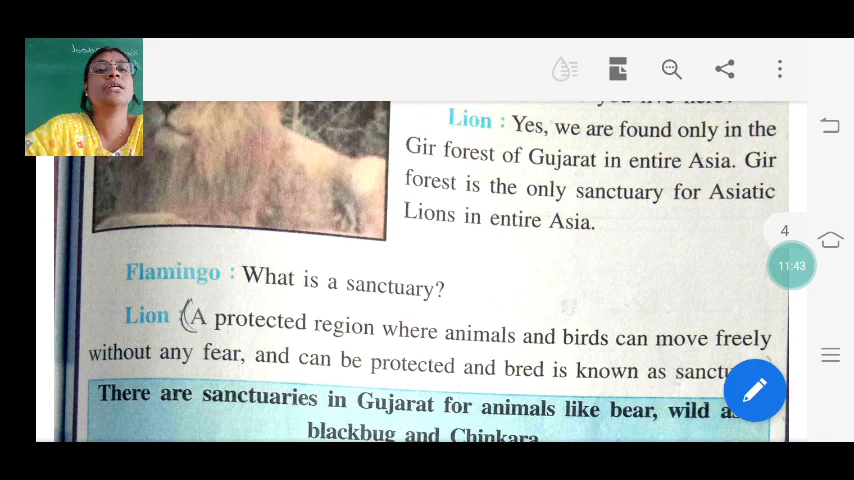 Lion : Yes, we are found only in the
Gir forest of Gujarat in entire Asia. Gir
forest is the only sanctuary for Asiatic
Lions in entire Asia.
4
11:43
Flamingo : What is a sanctuary?
Lion : (A protected region where animals and birds can move freely
without any fear, and can be protected and bred is known as
There are sanctuaries in Gujarat for animals like bear, wild
blackbug and Chinkara